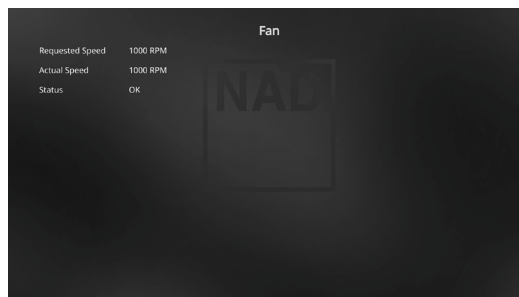 Fan
Requested Speed 1000 RPM
Actual Speed 1000 RPM
Status OK
NAD